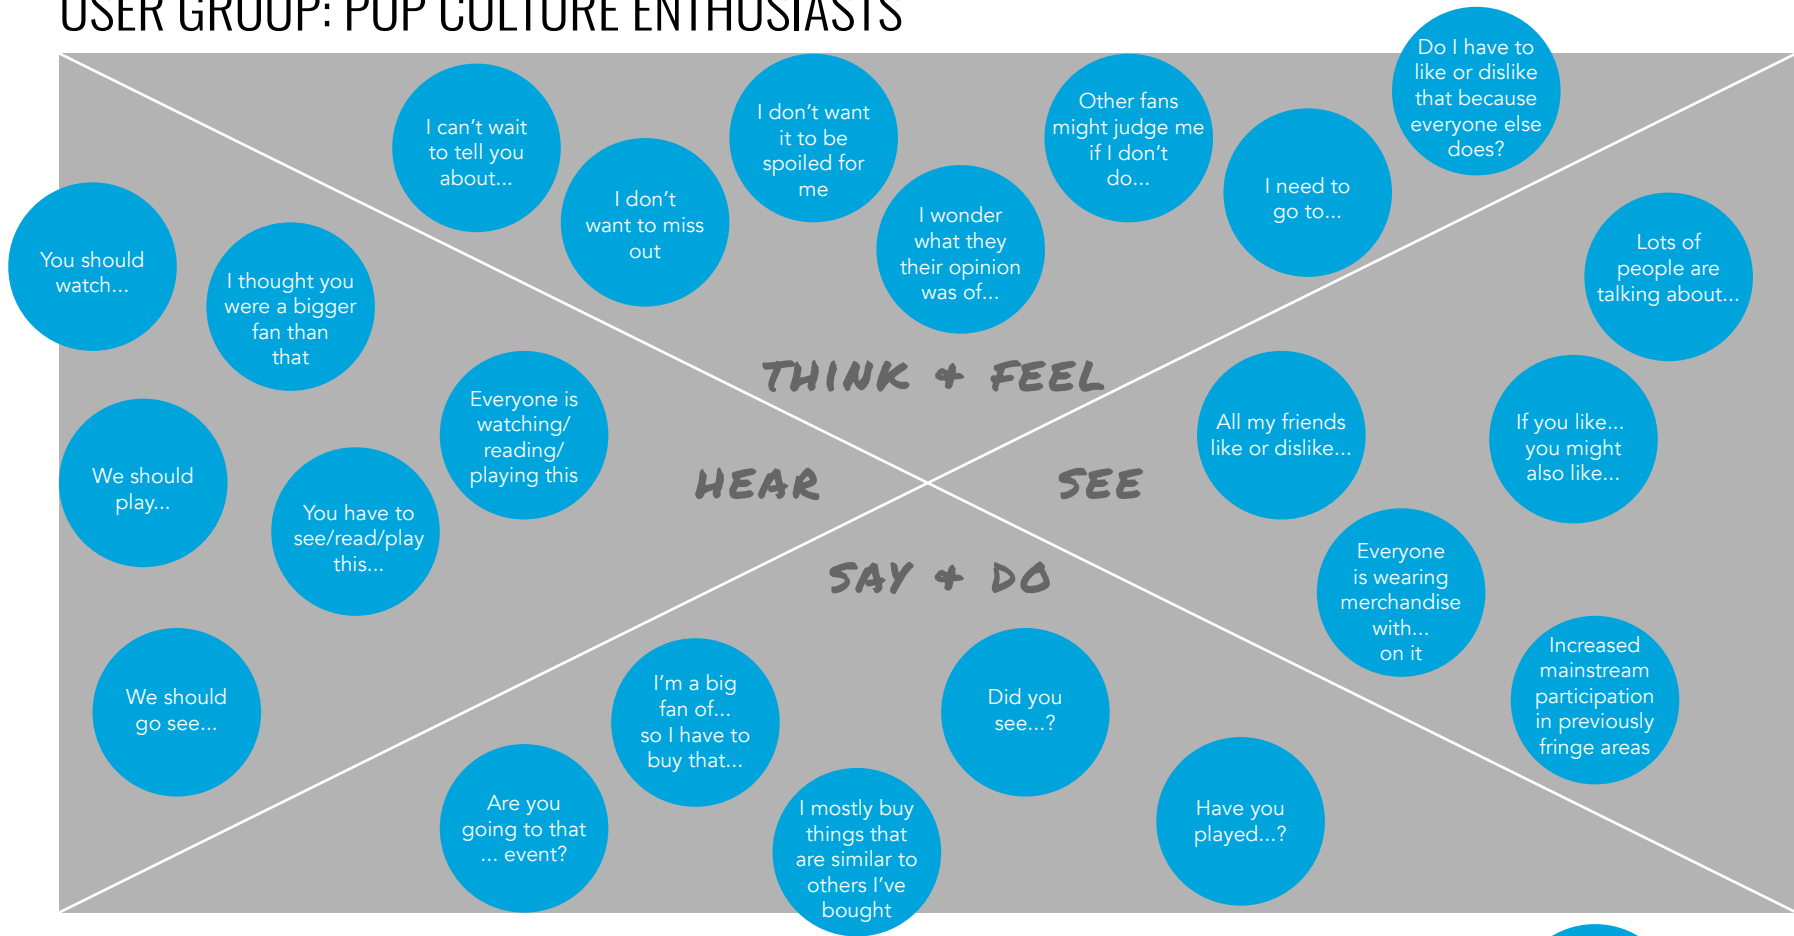 USER GROUP: POP CULTURE ENTHUSIASTS
Do I have to
like or dislike
that because
everyone else
does?
I can't wait
to tell you
about...
I don't
want to miss
out
I don't want
it to be
spoiled for
me
I wonder
what they
their opinion
was of...
Other fans
might judge me
if I don't
do...
I need to
go to...
THINK & FEEL
You should
watch...
I thought you
were a bigger
fan than
that
Everyone is
watching/
reading/
playing this
We should
play...
You have to
see/read/play
this...
We should
go see...
HEAR
SEE
Lots of
people are
talking about...
All my friends
like or dislike...
If you like...
you might
also like...
Everyone
is wearing
merchandise
with...
on it
Increased
mainstream
participation
in previously
fringe areas
SAY & DO
I'm a big
fan of...
so I have to
buy that...
Did you
see...?
Are you
going to that
... event?
I mostly buy
things that
are similar to
others I've
bought
Have you
played...?